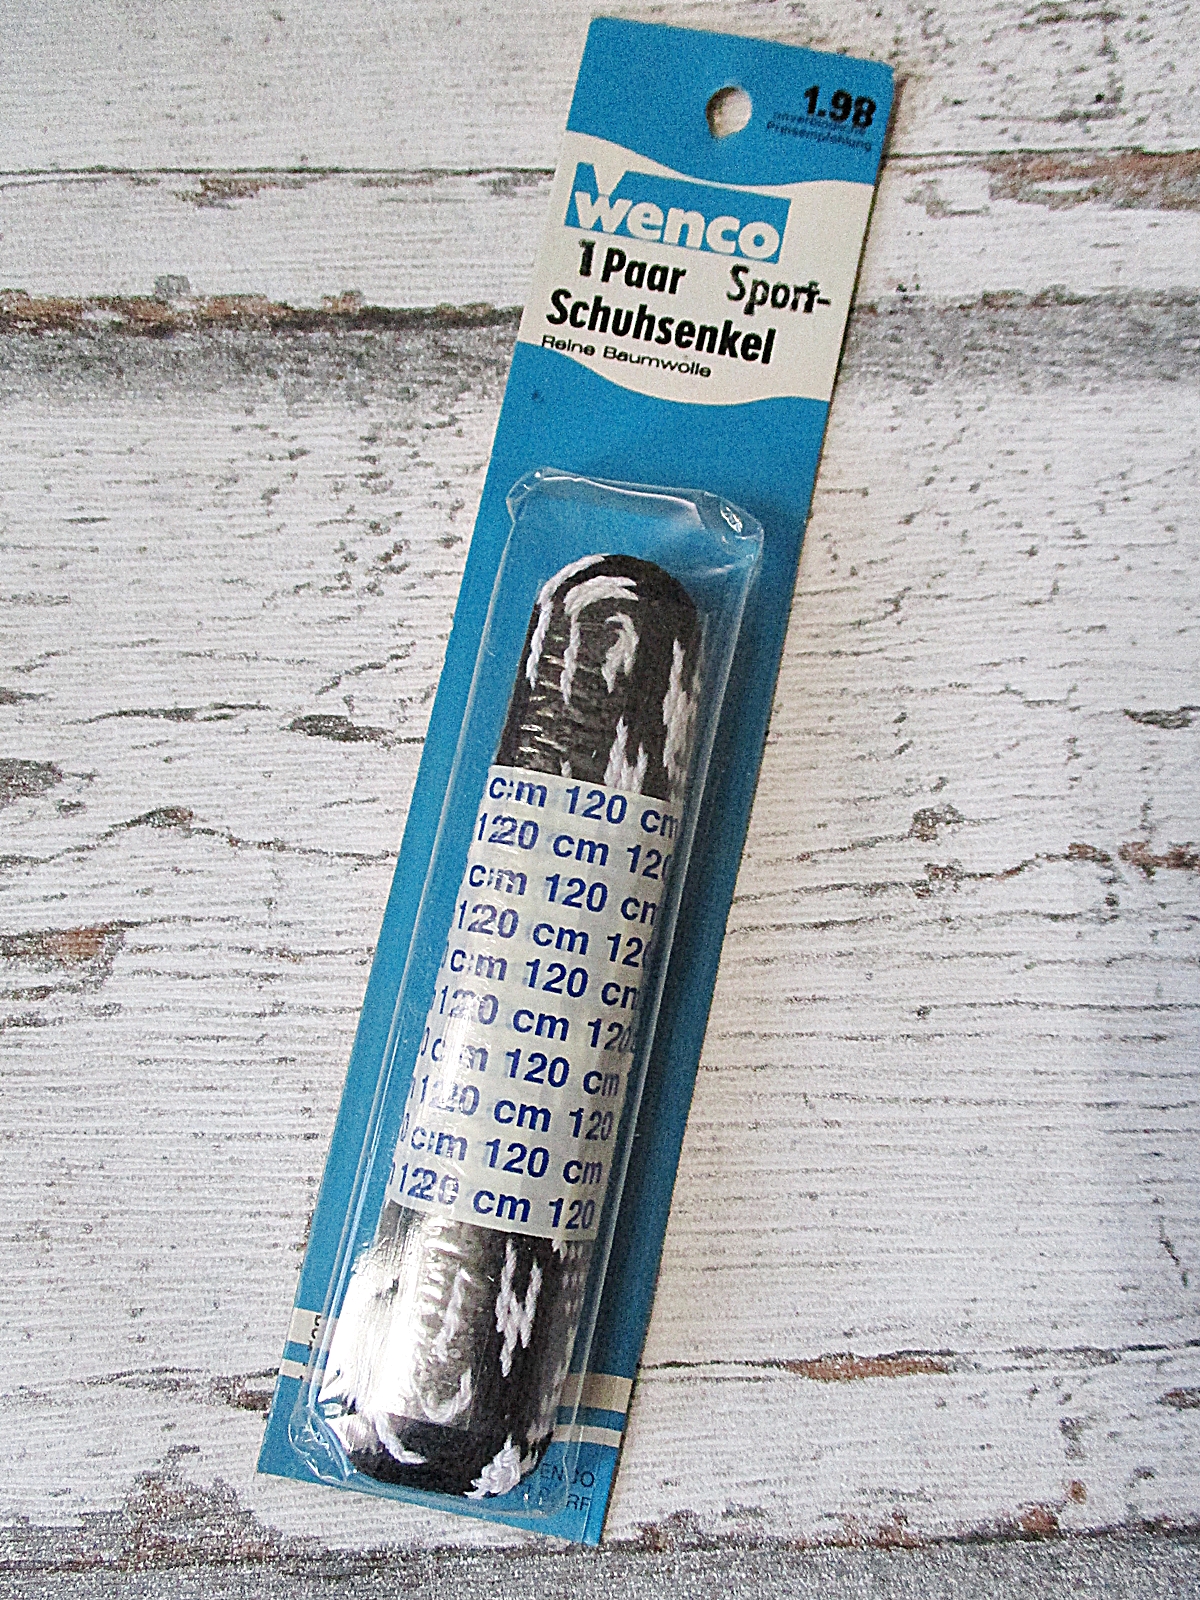 1.98
unverbindliche
Preisempfehlung
wenco
1 Paar Sport-
Schuhsenkel
Reine Baumwolle
cm 120 cm
120 cm 120
cm 120 cm
120 cm 120
cm 120 cm
120 cm 120
cm 120 cm
120 cm 120
cm 120 cm
120 cm 120